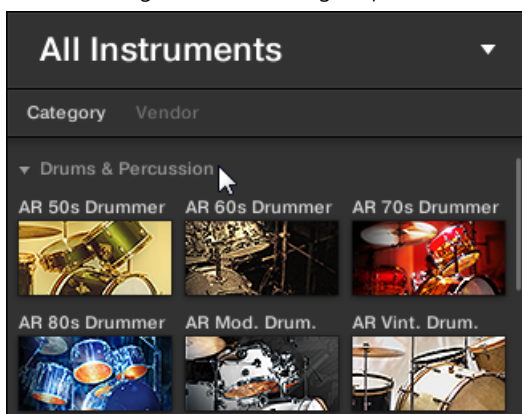 All Instruments
Category Vendor
Drums & Percussion
AR 50s Drummer AR 60s Drummer AR 70s Drummer
AR 80s Drummer AR Mod. Drum. AR Vint. Drum.